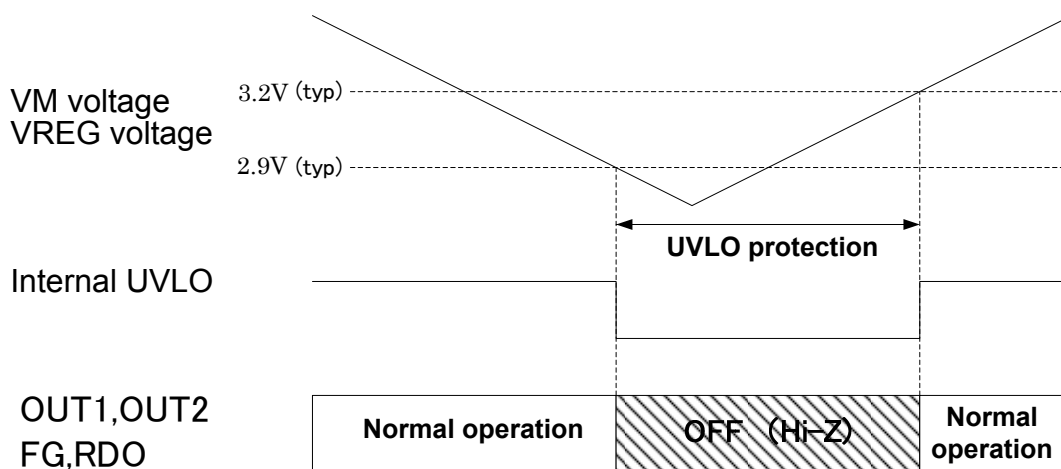 VM voltage
VREG voltage
3.2V (typ)
2.9V (typ)
UVLO protection
Internal UVLO
OUT1,OUT2
FG,RDO
Normal operation
OFF (Hi-Z)
Normal
operation